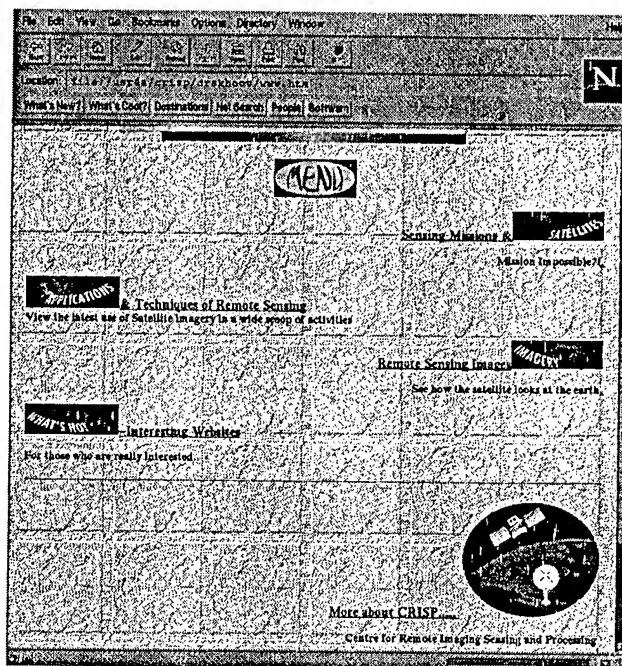 File Edit View Go Bookmarks Options Directory Window Help
Location:
What's New? What's Cool? Destinations Net Search People Software
N
MENU
Sensing Missions & SATELLITES
Mission Impossible?!
APPLICATIONS & Techniques of Remote Sensing
View the latest use of Satellite Imagery in a wide scoop of activities
Remote Sensing Images IMAGERY
See how the satellite looks at the earth,
WHAT'S HOT Interesting Websites
For those who are really interested
More about CRISP.....
Centre for Remote Imaging Sensing and Processing